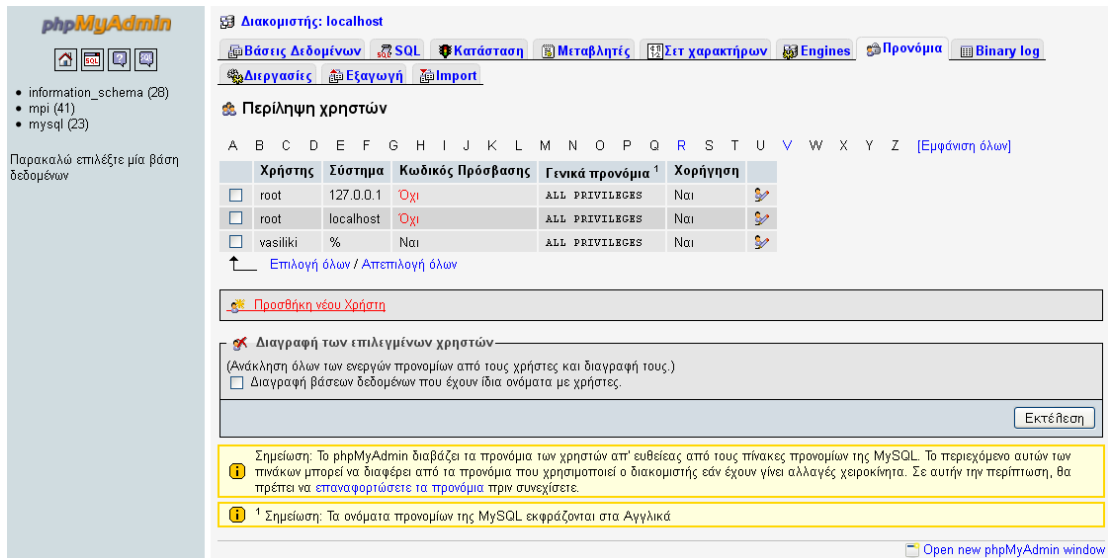 phpMyAdmin
SQL
information_schema (28)
mpi (41)
mysql (23)
Παρακαλώ επιλέξτε μία βάση
δεδομένων
Διακομιστής: localhost
Βάσεις Δεδομένων SQL Κατάσταση Μεταβλητές Σετ χαρακτήρων Engines Προνόμια Binary log
Διεργασίες Εξαγωγή Import
Περίληψη χρηστών
A B C D E F G H I J K L M N O P Q R S T U V W X Y Z [Εμφάνιση όλων]
Χρήστης Σύστημα Κωδικός Πρόσβασης Γενικά προνόμια 1 Χορήγηση
root 127.0.0.1 Όχι ALL PRIVILEGES Ναι
root localhost Όχι ALL PRIVILEGES Ναι
vasiliki % Ναι ALL PRIVILEGES Ναι
Επιλογή όλων / Απεπιλογή όλων
Προσθήκη νέου Χρήστη
Διαγραφή των επιλεγμένων χρηστών
(Ανάκληση όλων των ενεργών προνομίων από τους χρήστες και διαγραφή τους.)
Διαγραφή βάσεων δεδομένων που έχουν ίδια ονόματα με χρήστες.
Εκτέλεση
Σημείωση: Το phpMyAdmin διαβάζει τα προνόμια των χρηστών απ' ευθείας από τους πίνακες προνομίων της MySQL. Το περιεχόμενο αυτών των
πινάκων μπορεί να διαφέρει από τα προνόμια που χρησιμοποιεί ο διακομιστής εάν έχουν γίνει αλλαγές χειροκίνητα. Σε αυτήν την περίπτωση, θα
πρέπει να επαναφορτώσετε τα προνόμια πριν συνεχίσετε.
1 Σημείωση: Τα ονόματα προνομίων της MySQL εκφράζονται στα Αγγλικά
Open new phpMyAdmin window